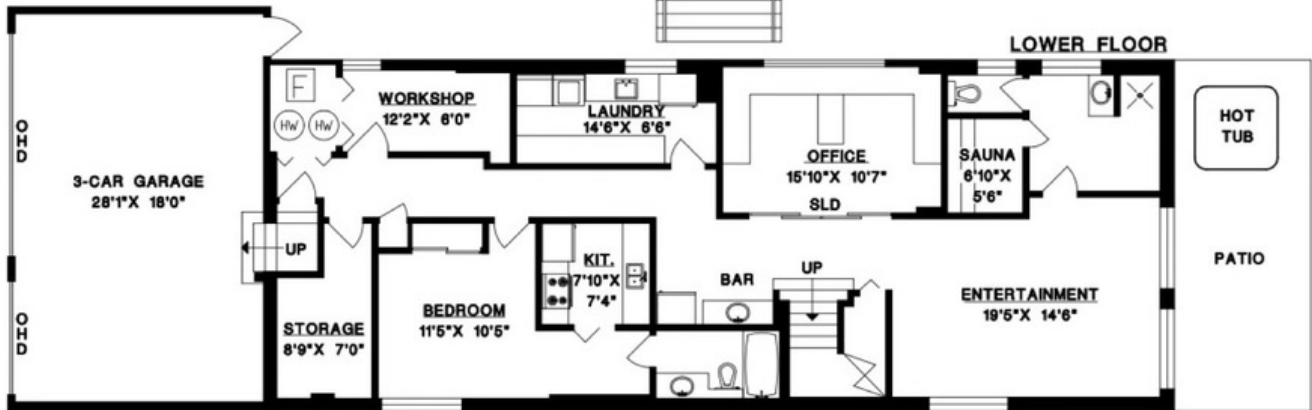 LOWER FLOOR
F
HW
HW
WORKSHOP
12'2"X 6'0"
LAUNDRY
14'6"X 6'6"
OFFICE
15'10"X 10'7"
SLD
SAUNA
6'10"X
5'6"
HOT
TUB
OHD
3-CAR GARAGE
28'1"X 18'0"
UP
KIT.
7'10"X
7'4"
BAR
UP
PATIO
ENTERTAINMENT
19'5"X 14'6"
BEDROOM
11'5"X 10'5"
STORAGE
8'9"X 7'0"
OHD